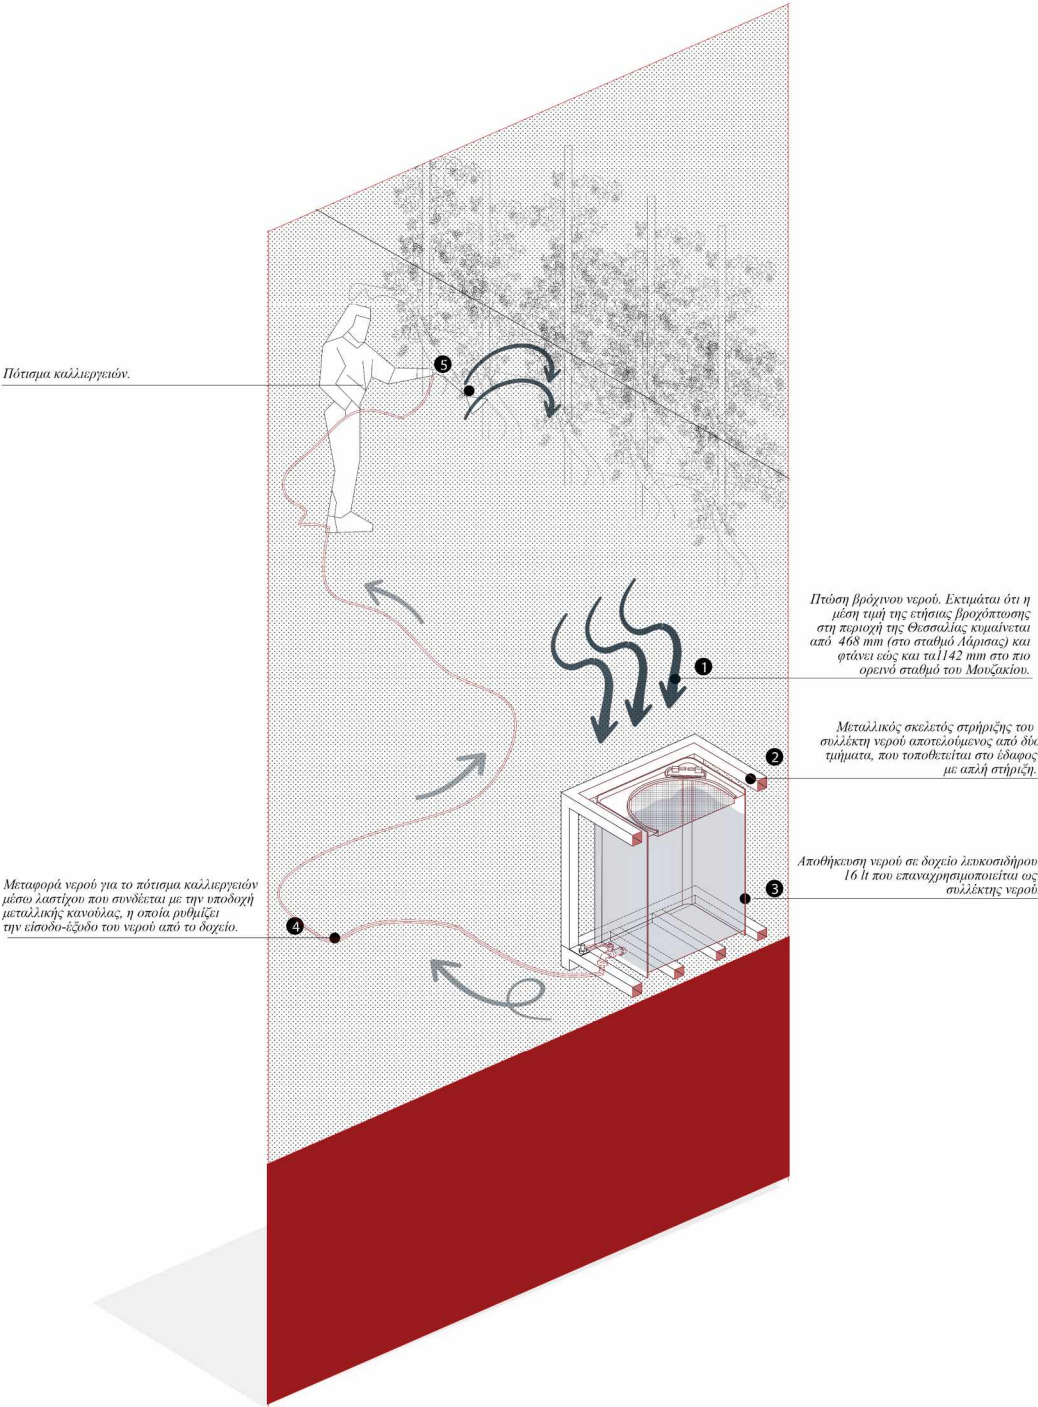 Πότισμα καλλιεργειών.
5
Πτώση βρόχινου νερού. Εκτιμάται ότι η
μέση τιμή της ετήσιας βροχόπτωσης
στη περιοχή της Θεσσαλίας κυμαίνεται
από 468 mm (στο σταθμό Λάρισας) και
φτάνει εώς και τα1142 mm στο πιο
ορεινό σταθμό του Μουζακίου.
1
Μεταλλικός σκελετός στρήριξης του
συλλέκτη νερού αποτελούμενος από δύο
τμήματα, που τοποθετείται στο έδαφος
με απλή στήριξη.
2
Αποθήκευση νερού σε δοχείο λευκοσιδήρου
16 lt που επαναχρησιμοποιείται ως
συλλέκτης νερού
3
Μεταφορά νερού για το πότισμα καλλιεργειών
μέσω λαστίχου που συνδέεται με την υποδοχή
μεταλλικής κανούλας, η οποία ρυθμίζει
την είσοδο-έξοδο του νερού από το δοχείο.
4